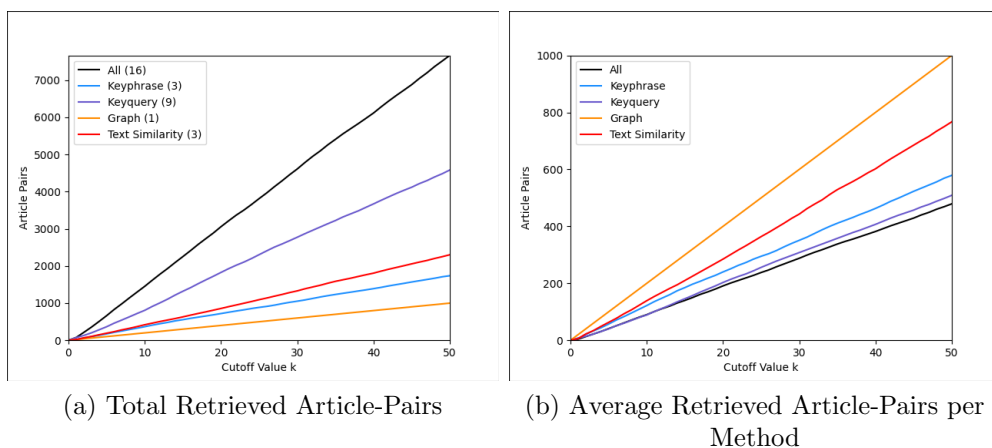 All (16)
Keyphrase (3)
Keyquery (9)
Graph (1)
Text Similarity (3)
Article Pairs
7000
6000
5000
4000
3000
2000
1000
0
0 10 20 30 40 50
Cutoff Value k
(a) Total Retrieved Article-Pairs
All
Keyphrase
Keyquery
Graph
Text Similarity
Article Pairs
1000
800
600
400
200
0
0 10 20 30 40 50
Cutoff Value k
(b) Average Retrieved Article-Pairs per
Method